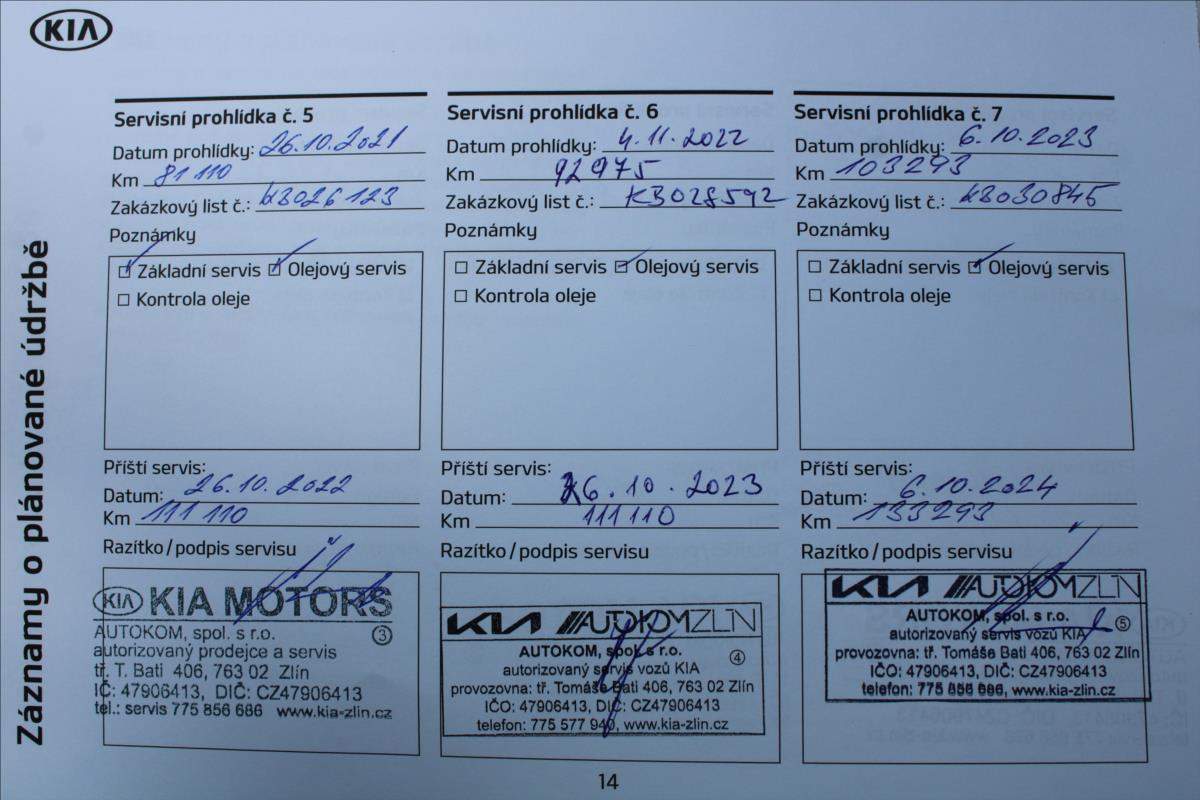 KIA
Záznamy o plánované údržbě
Servisní prohlídka č. 5
Datum prohlídky: 26.10.2021
Km 81 110
Zakázkový list č.: KB026123
Poznámky
Základní servis Olejový servis
Kontrola oleje
Příští servis:
Datum: 26.10.2022
Km 111 110
Razítko/podpis servisu
KIA KIA MOTORS
AUTOKOM, spol. s r.o. 3
autorizovaný prodejce a servis
tř. T. Bati 406, 763 02 Zlín
IČ: 47906413, DIČ: CZ47906413
tel.: servis 775 856 686 www.kia-zlin.cz
Servisní prohlídka č. 6
Datum prohlídky: 4.11.2022
Km 92975
Zakázkový list č.: KB028592
Poznámky
Základní servis Olejový servis
Kontrola oleje
Příští servis:
Datum: 26.10.2023
Km 111110
Razítko/podpis servisu
KIA AUTOKOMZLÍN
AUTOKOM, spol. s r.o.
autorizovaný servis vozů KIA 4
provozovna: tř. Tomáše Bati 406, 763 02 Zlín
IČO: 47906413, DIČ: CZ47906413
telefon: 775 577 940, www.kia-zlin.cz
Servisní prohlídka č. 7
Datum prohlídky: 6.10.2023
Km 103293
Zakázkový list č.: KB030845
Poznámky
Základní servis Olejový servis
Kontrola oleje
Příští servis:
Datum: 6.10.2024
Km 133293
Razítko/podpis servisu
KIA AUTOKOMZLÍN
AUTOKOM, spol. s r.o. 5
autorizovaný servis vozů KIA
provozovna: tř. Tomáše Bati 406, 763 02 Zlín
IČO: 47906413, DIČ: CZ47906413
telefon: 775 www.kia-zlin.cz
14